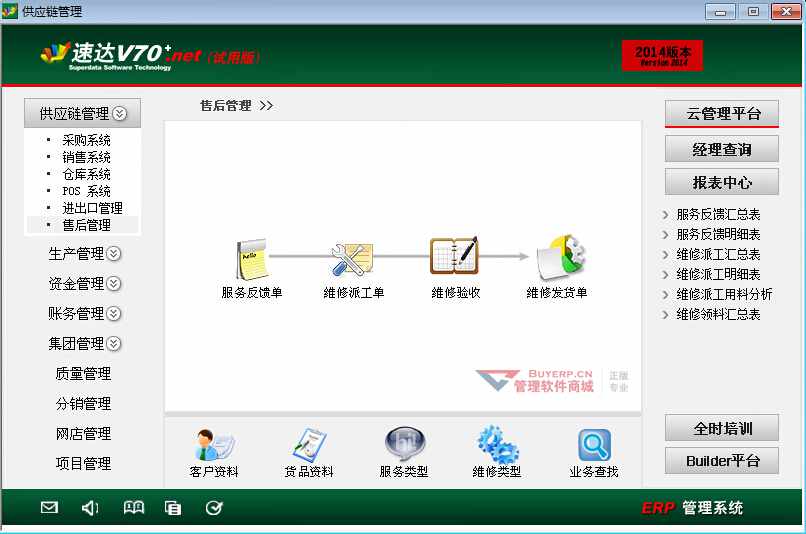 供应链管理
速达V70+.net (试用版)
Superdata Software Technology
2014版本
Version 2014
供应链管理
采购系统
销售系统
仓库系统
POS 系统
进出口管理
售后管理
生产管理
资金管理
账务管理
集团管理
质量管理
分销管理
网店管理
项目管理
售后管理 >>
hello
服务反馈单
维修派工单
维修验收
维修发货单
BUYERP.CN
管理软件商城
正版
专业
客户资料
货品资料
hi
服务类型
维修类型
业务查找
云管理平台
经理查询
报表中心
服务反馈汇总表
服务反馈明细表
维修派工汇总表
维修派工明细表
维修派工用料分析
维修领料汇总表
全时培训
Builder平台
ERP 管理系统